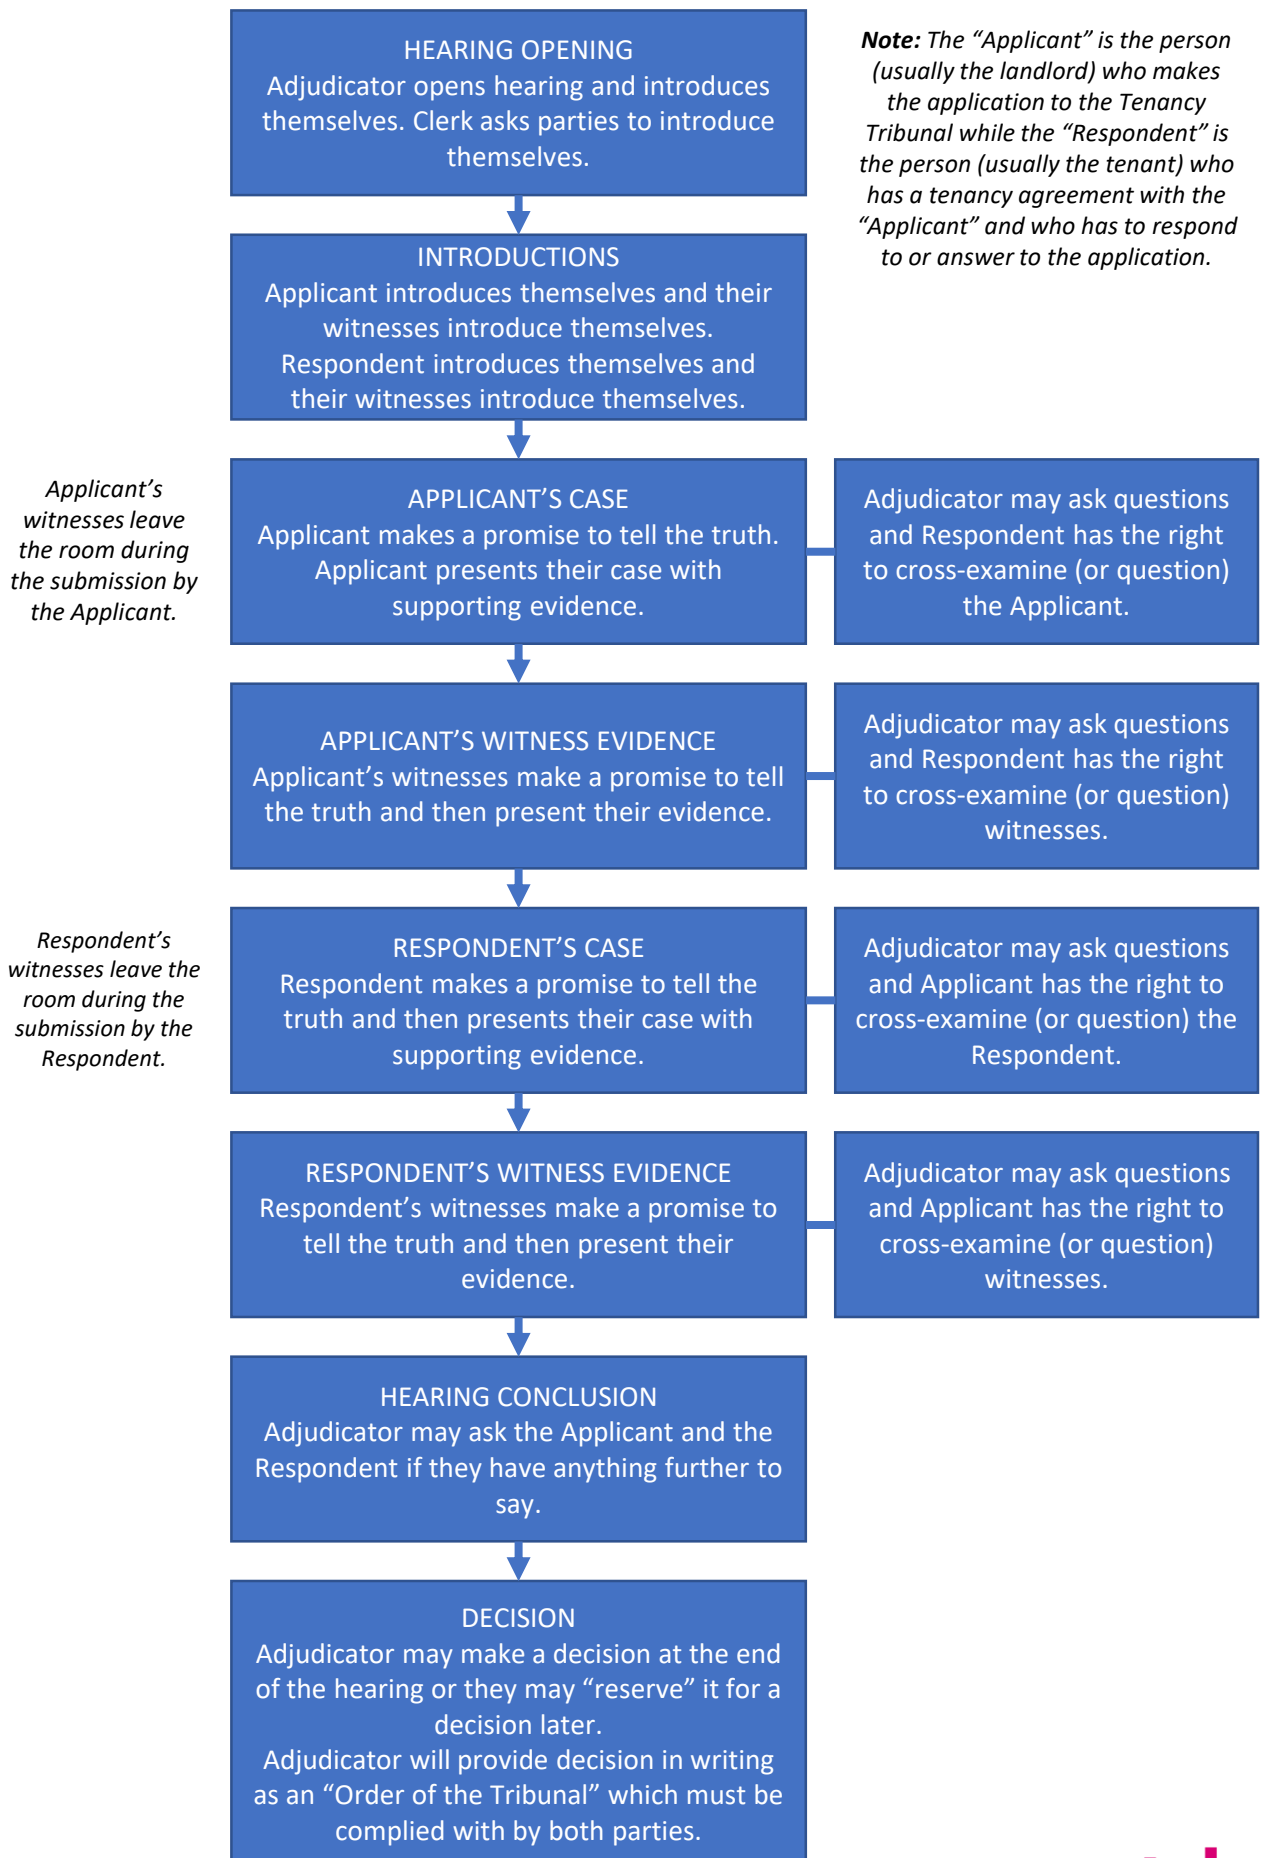 HEARING OPENING
Adjudicator opens hearing and introduces
themselves. Clerk asks parties to introduce
themselves.
Note: The “Applicant” is the person
(usually the landlord) who makes
the application to the Tenancy
Tribunal while the “Respondent” is
the person (usually the tenant) who
has a tenancy agreement with the
“Applicant” and who has to respond
to or answer to the application.
INTRODUCTIONS
Applicant introduces themselves and their
witnesses introduce themselves.
Respondent introduces themselves and
their witnesses introduce themselves.
Applicant’s
witnesses leave
the room during
the submission by
the Applicant.
APPLICANT’S CASE
Applicant makes a promise to tell the truth.
Applicant presents their case with
supporting evidence.
Adjudicator may ask questions
and Respondent has the right
to cross-examine (or question)
the Applicant.
APPLICANT’S WITNESS EVIDENCE
Applicant’s witnesses make a promise to tell
the truth and then present their evidence.
Adjudicator may ask questions
and Respondent has the right
to cross-examine (or question)
witnesses.
Respondent’s
witnesses leave the
room during the
submission by the
Respondent.
RESPONDENT’S CASE
Respondent makes a promise to tell the
truth and then presents their case with
supporting evidence.
Adjudicator may ask questions
and Applicant has the right to
cross-examine (or question) the
Respondent.
RESPONDENT’S WITNESS EVIDENCE
Respondent’s witnesses make a promise to
tell the truth and then present their
evidence.
Adjudicator may ask questions
and Applicant has the right to
cross-examine (or question)
witnesses.
HEARING CONCLUSION
Adjudicator may ask the Applicant and the
Respondent if they have anything further to
say.
DECISION
Adjudicator may make a decision at the end
of the hearing or they may “reserve” it for a
decision later.
Adjudicator will provide decision in writing
as an “Order of the Tribunal” which must be
complied with by both parties.